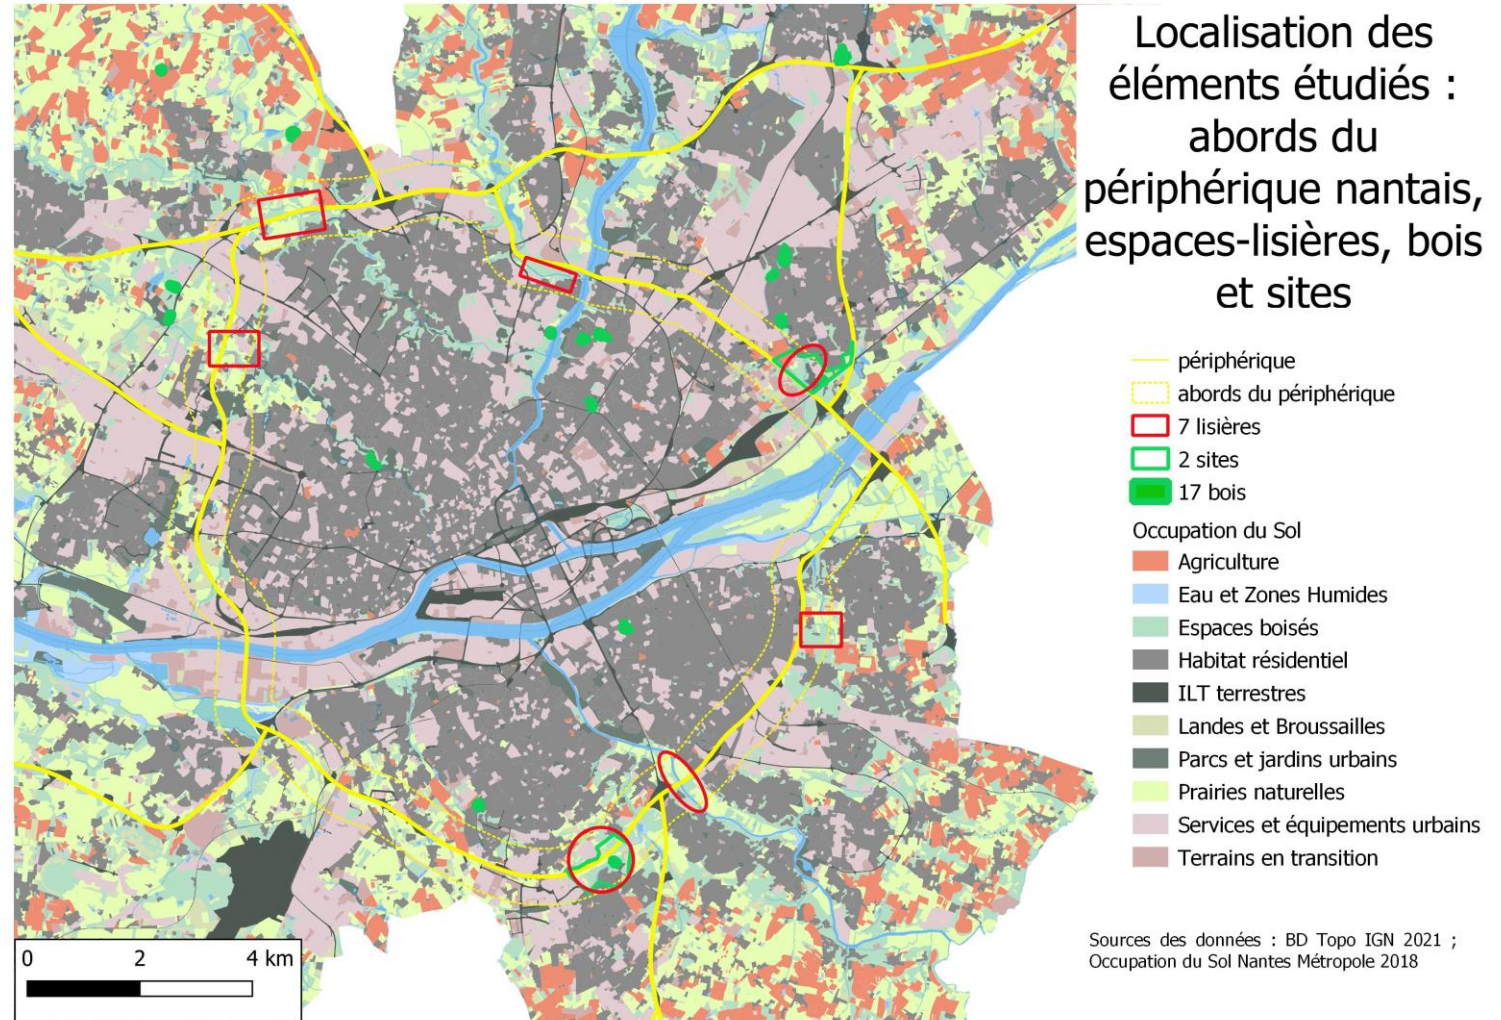 Localisation des
éléments étudiés :
abords du
périphérique nantais,
espaces-lisières, bois
et sites
périphérique
abords du périphérique
7 lisières
2 sites
17 bois
Occupation du Sol
Agriculture
Eau et Zones Humides
Espaces boisés
Habitat résidentiel
ILT terrestres
Landes et Broussailles
Parcs et jardins urbains
Prairies naturelles
Services et équipements urbains
Terrains en transition
Sources des données : BD Topo IGN 2021 ;
Occupation du Sol Nantes Métropole 2018
0 2 4 km